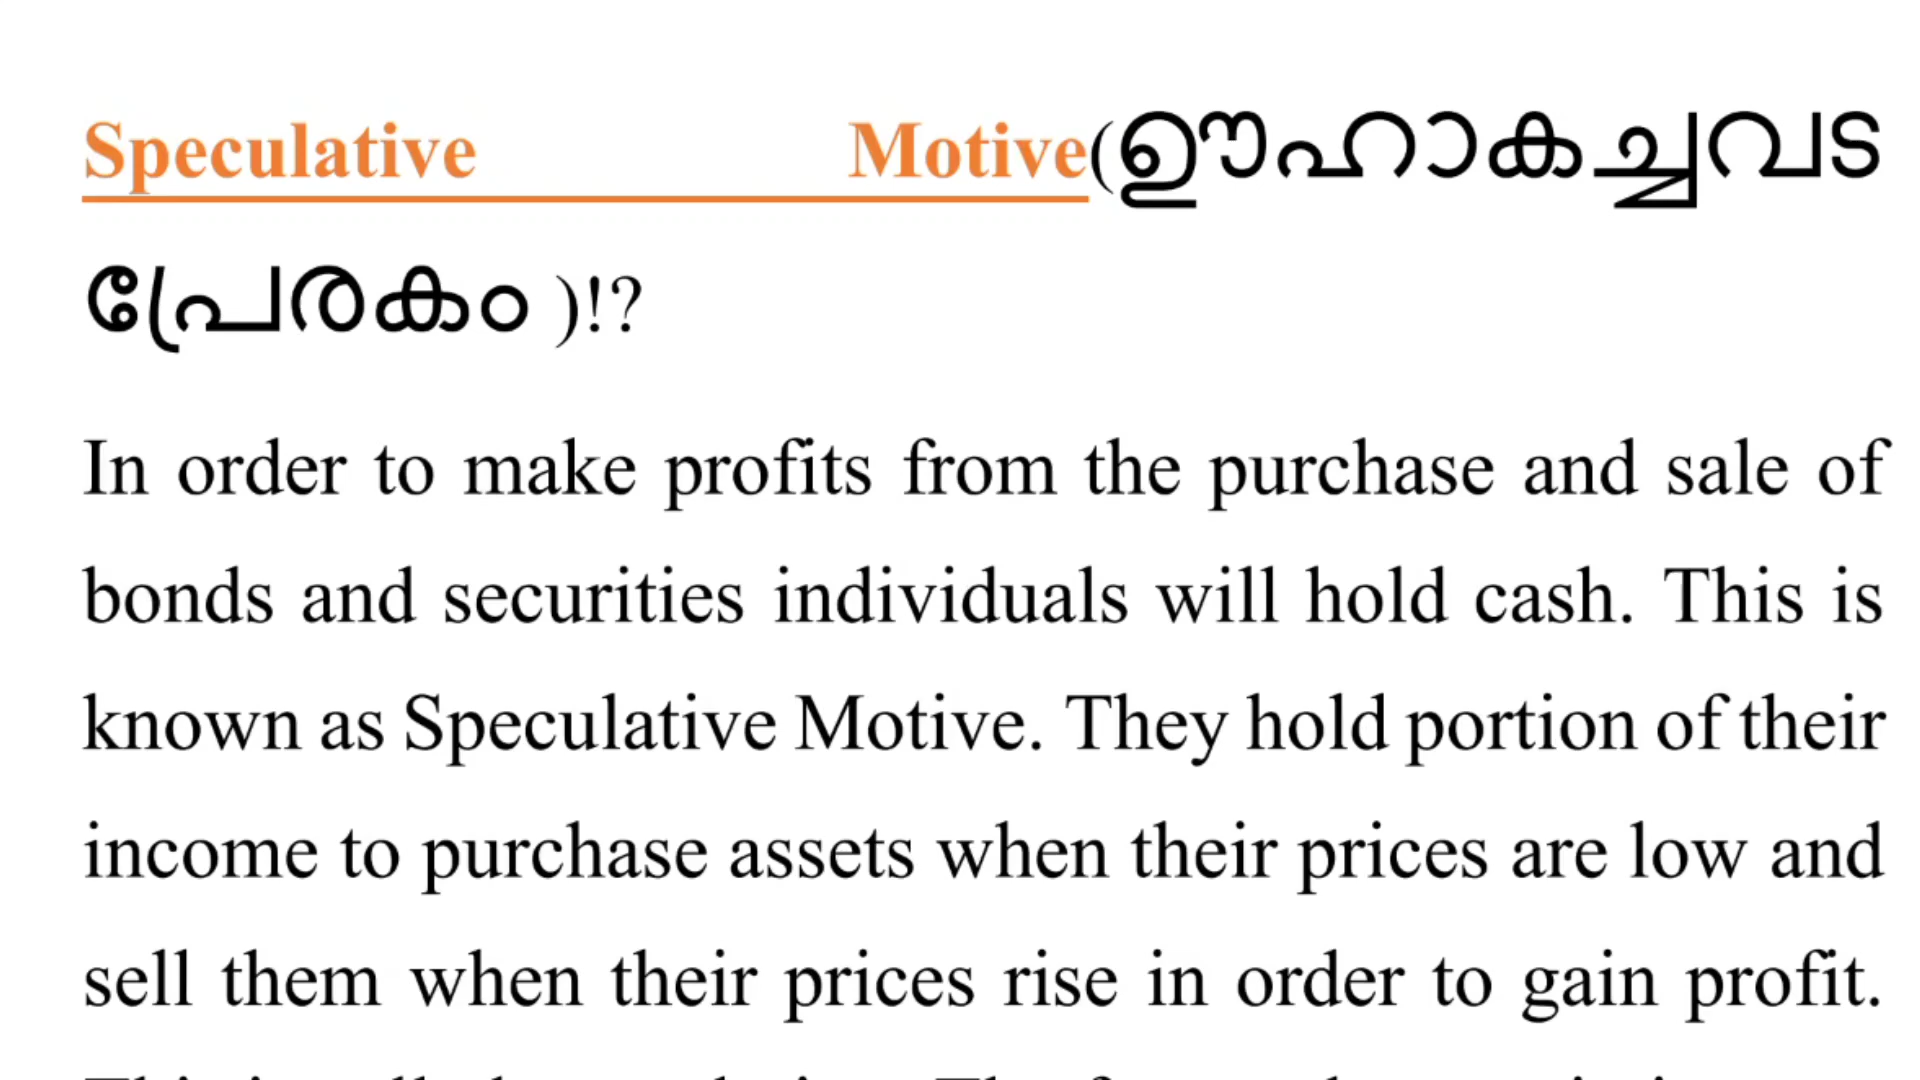 Speculative Motive(ഊഹാകച്ചവട
പ്രേരകം )!?
In order to make profits from the purchase and sale of
bonds and securities individuals will hold cash. This is
known as Speculative Motive. They hold portion of their
income to purchase assets when their prices are low and
sell them when their prices rise in order to gain profit.